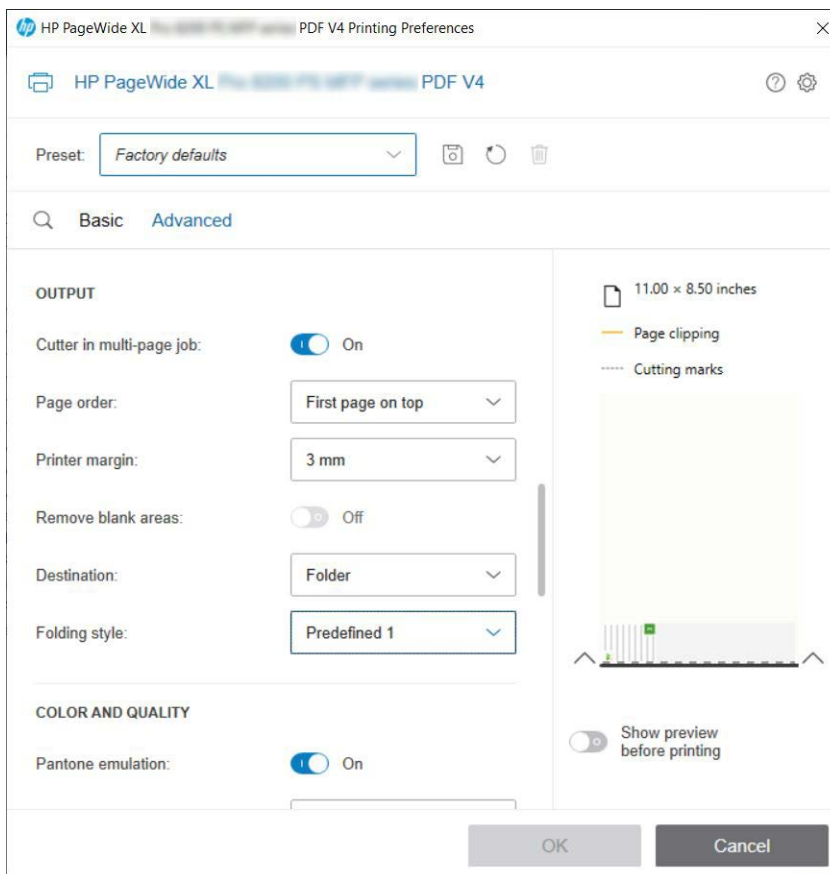 hp HP PageWide XL PDF V4 Printing Preferences
HP PageWide XL PDF V4
Preset: Factory defaults
Basic Advanced
OUTPUT
Cutter in multi-page job: On
Page order: First page on top
Printer margin: 3 mm
Remove blank areas: Off
Destination: Folder
Folding style: Predefined 1
COLOR AND QUALITY
Pantone emulation: On
11.00 × 8.50 inches
Page clipping
Cutting marks
Show preview
before printing
OK Cancel